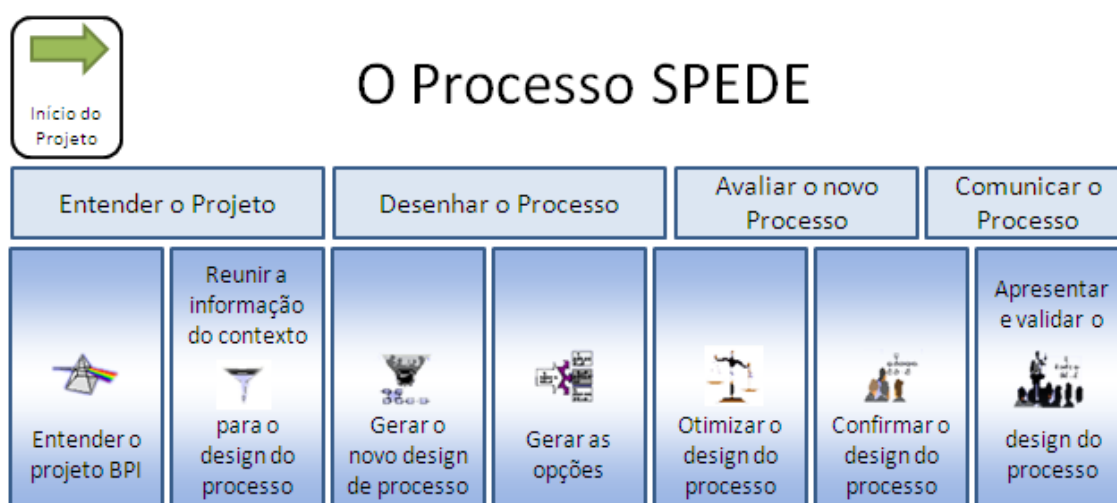 Início do
Projeto
O Processo SPEDE
Entender o Projeto
Desenhar o Processo
Avaliar o novo
Processo
Comunicar o
Processo
Entender o
projeto BPI
Reunir a
informação
do contexto
para o
design do
processo
Gerar o
novo design
de processo
Gerar as
opções
Otimizar o
design do
processo
Confirmar o
design do
processo
Apresentar
e validar o
design do
processo